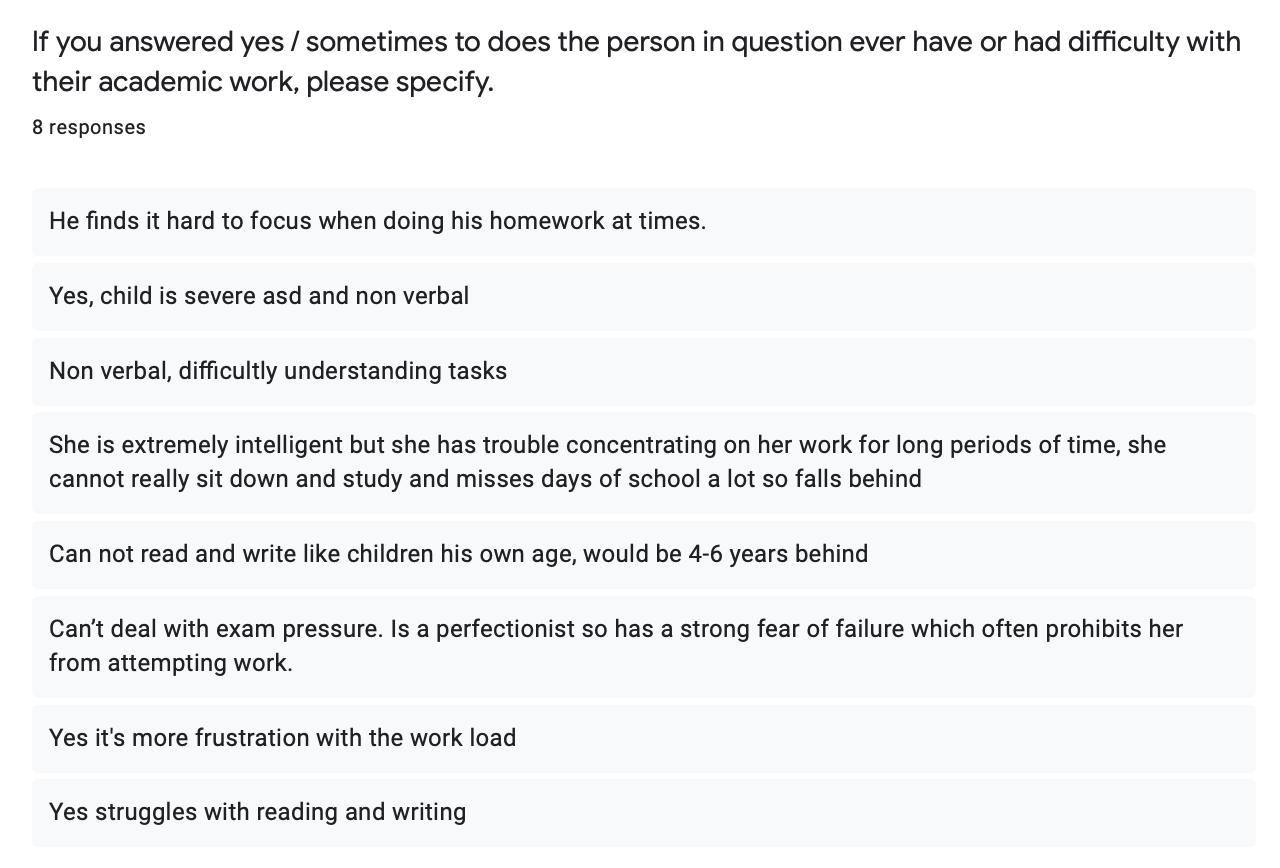 If you answered yes / sometimes to does the person in question ever have or had difficulty with
their academic work, please specify.
8 responses
He finds it hard to focus when doing his homework at times.
Yes, child is severe asd and non verbal
Non verbal, difficultly understanding tasks
She is extremely intelligent but she has trouble concentrating on her work for long periods of time, she
cannot really sit down and study and misses days of school a lot so falls behind
Can not read and write like children his own age, would be 4-6 years behind
Can’t deal with exam pressure. Is a perfectionist so has a strong fear of failure which often prohibits her
from attempting work.
Yes it's more frustration with the work load
Yes struggles with reading and writing